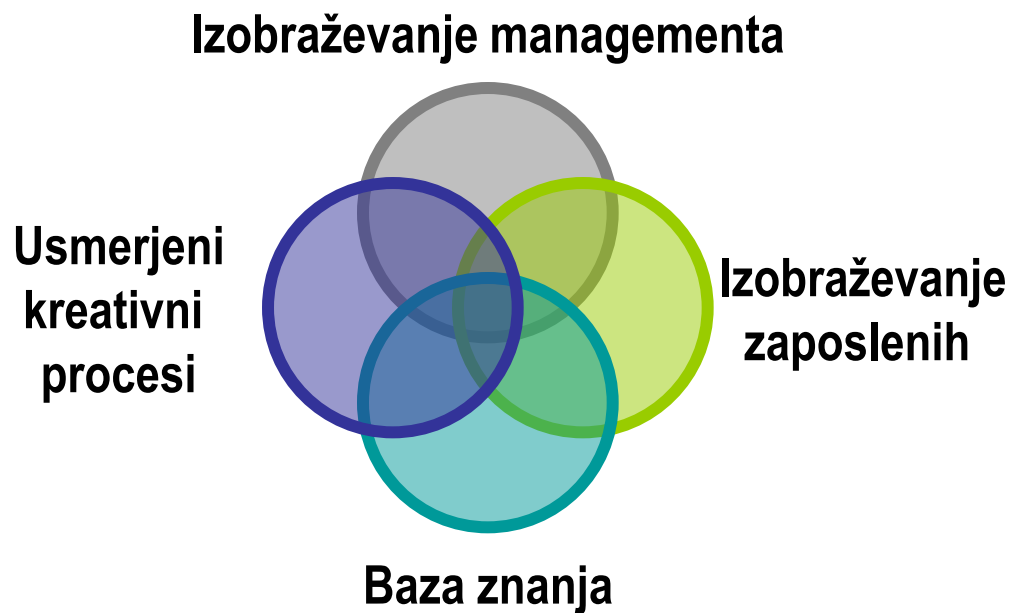 Izobraževanje managementa
Usmerjeni
kreativni
procesi
Izobraževanje
zaposlenih
Baza znanja